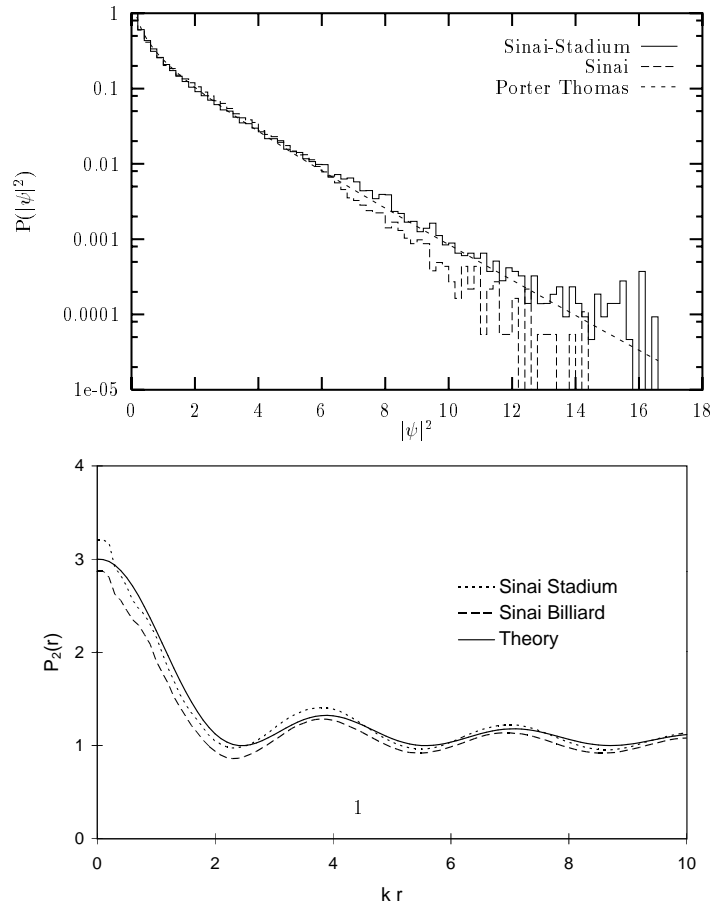 1
0.1
0.01
0.001
0.0001
1e-05
P(|ψ|²)
Sinai-Stadium
Sinai
Porter Thomas
0 2 4 6 8 10 12 14 16 18
|ψ|²
4
3
2
1
0
P₂(r)
Sinai Stadium
Sinai Billiard
Theory
1
0 2 4 6 8 10
k r